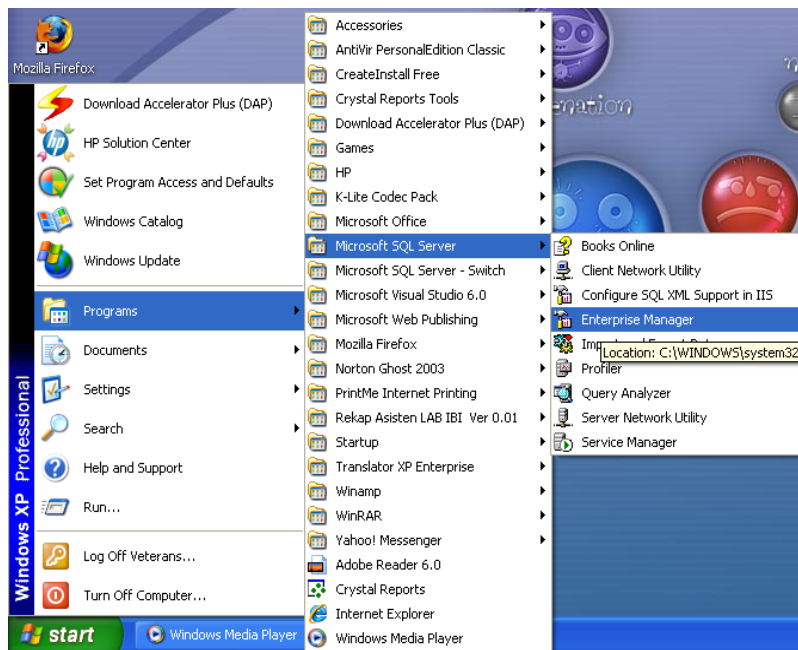 Mozilla Firefox
Download Accelerator Plus (DAP)
HP Solution Center
Set Program Access and Defaults
Windows Catalog
Windows Update
Programs
Documents
Settings
Search
Help and Support
Run...
Log Off Veterans...
Turn Off Computer...
Windows XP Professional
start
Windows Media Player
Accessories
AntiVir PersonalEdition Classic
CreateInstall Free
Crystal Reports Tools
Download Accelerator Plus (DAP)
Games
HP
K-Lite Codec Pack
Microsoft Office
Microsoft SQL Server
Microsoft SQL Server - Switch
Microsoft Visual Studio 6.0
Microsoft Web Publishing
Mozilla Firefox
Norton Ghost 2003
PrintMe Internet Printing
Rekap Asisten LAB IBI Ver 0.01
Startup
Translator XP Enterprise
Winamp
WinRAR
Yahoo! Messenger
Adobe Reader 6.0
Crystal Reports
Internet Explorer
Windows Media Player
Books Online
Client Network Utility
Configure SQL XML Support in IIS
Enterprise Manager
Location: C:\WINDOWS\system32
Profiler
Query Analyzer
Server Network Utility
Service Manager